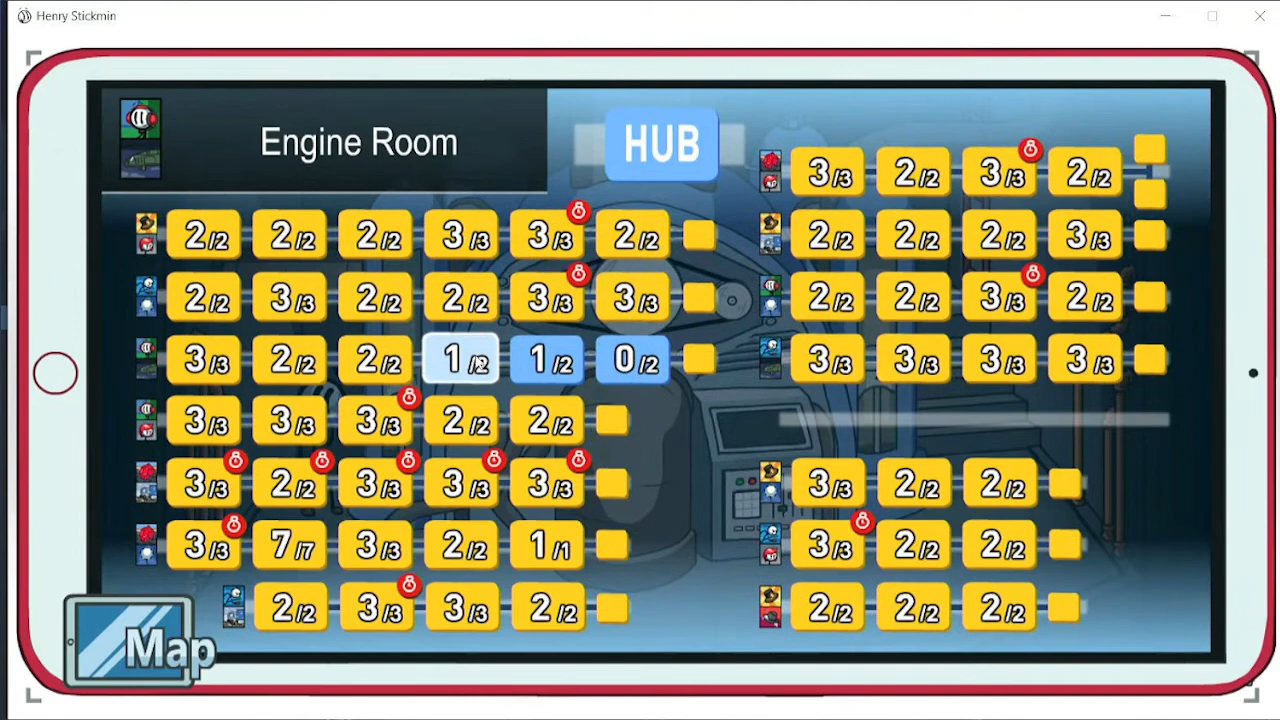 Henry Stickmin
Engine Room
HUB
3/3 2/2 3/3 2/2
2/2 2/2 2/2 3/3 3/3 2/2
2/2 2/2 2/2 3/3
2/2 3/3 2/2 2/2 3/3 3/3
2/2 2/2 3/3 2/2
3/3 2/2 2/2 1/2 1/2 0/2
3/3 3/3 3/3 3/3
3/3 3/3 3/3 2/2 2/2
3/3 2/2 3/3 3/3 3/3
3/3 2/2 2/2
3/3 7/7 3/3 2/2 1/1
3/3 2/2 2/2
2/2 3/3 3/3 2/2
2/2 2/2 2/2
Map